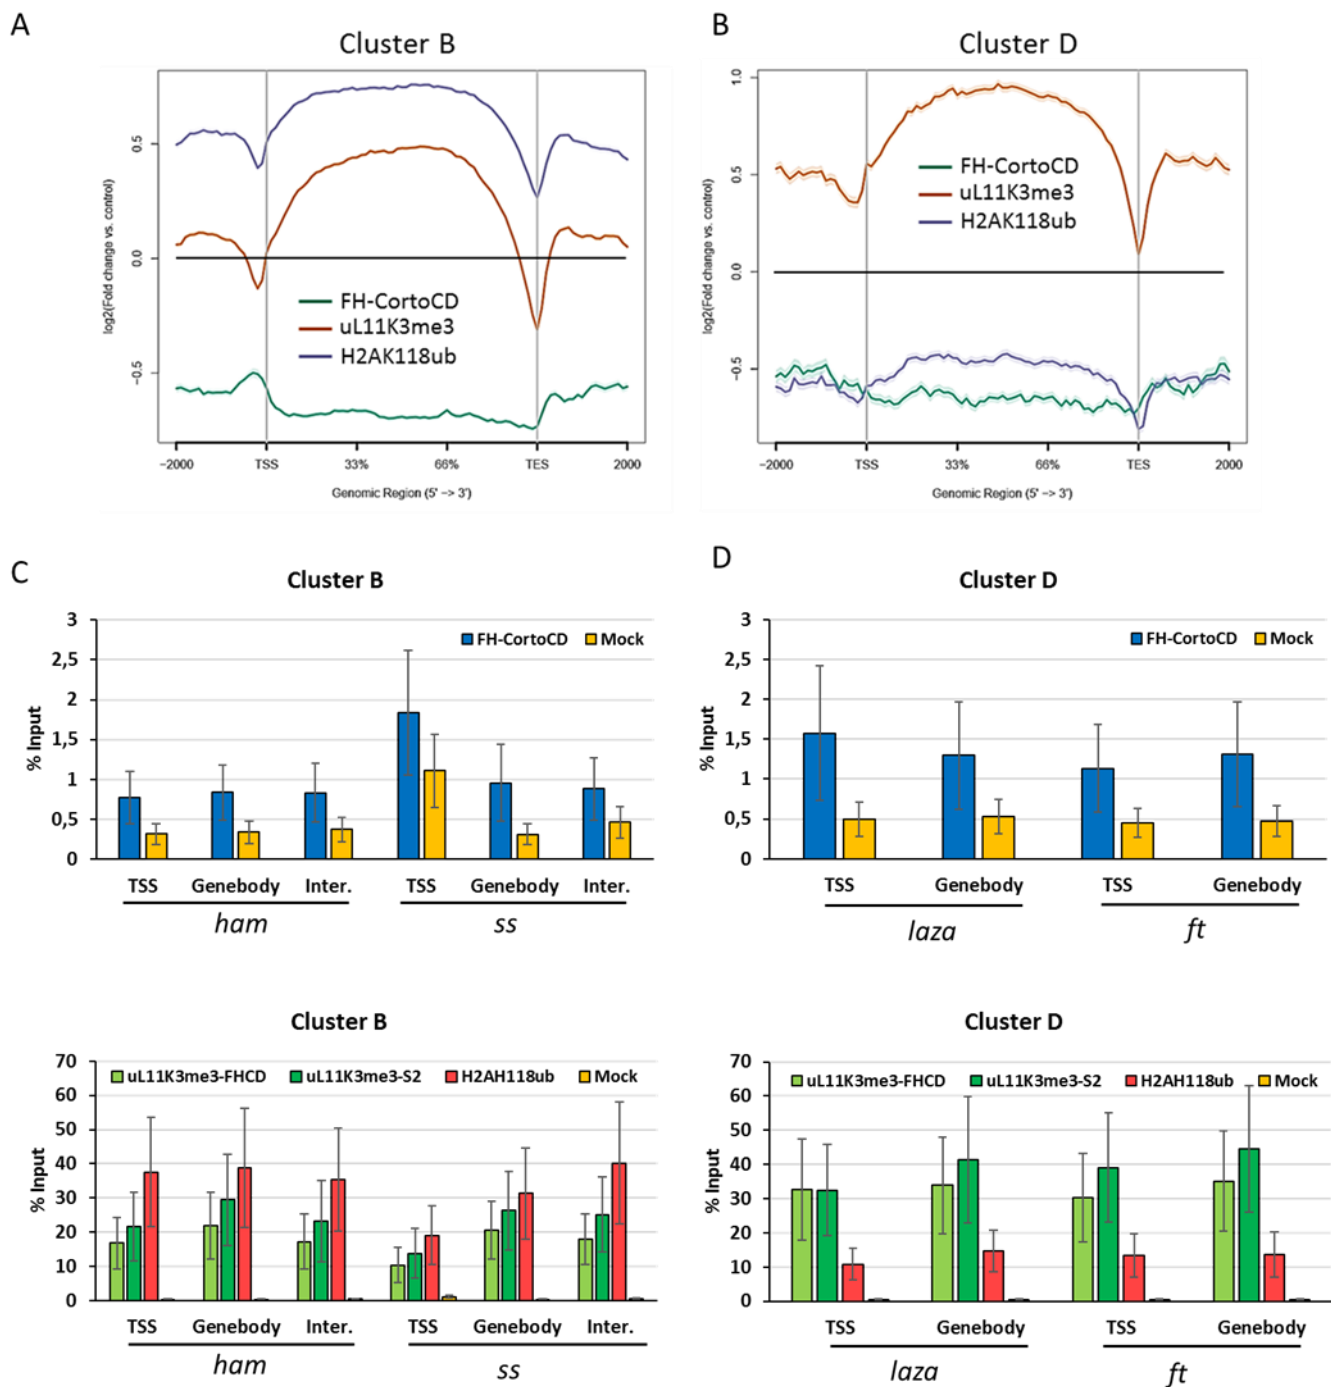 A
Cluster B
log2(Fold change vs. control)
0.5
0.0
−0.5
FH-CortoCD
uL11K3me3
H2AK118ub
−2000 TSS 33% 66% TES 2000
Genomic Region (5' −> 3')
B
Cluster D
log2(Fold change vs. control)
1.0
0.5
0.0
−0.5
FH-CortoCD
uL11K3me3
H2AK118ub
−2000 TSS 33% 66% TES 2000
Genomic Region (5' −> 3')
C
Cluster B
% Input
3
2,5
2
1,5
1
0,5
0
FH-CortoCD Mock
TSS Genebody Inter. TSS Genebody Inter.
ham ss
D
Cluster D
% Input
3
2,5
2
1,5
1
0,5
0
FH-CortoCD Mock
TSS Genebody TSS Genebody
laza ft
Cluster B
% Input
70
60
50
40
30
20
10
0
uL11K3me3-FHCD uL11K3me3-S2 H2AH118ub Mock
TSS Genebody Inter. TSS Genebody Inter.
ham ss
Cluster D
% Input
70
60
50
40
30
20
10
0
uL11K3me3-FHCD uL11K3me3-S2 H2AH118ub Mock
TSS Genebody TSS Genebody
laza ft